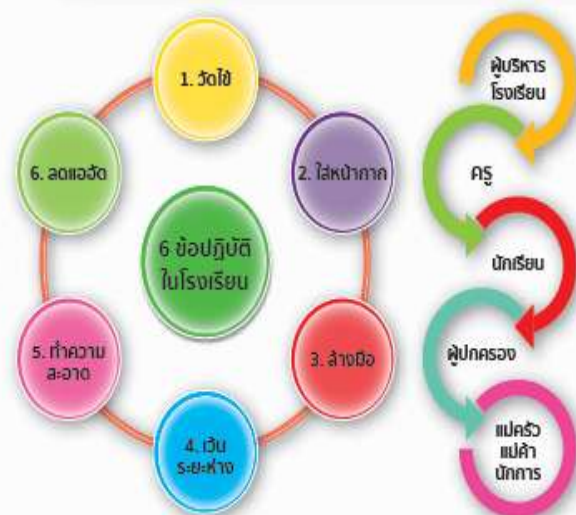 1. วัดไข้
2. ใส่หน้ากาก
3. ล้างมือ
4. เว้น
ระยะห่าง
5. ทำความ
สะอาด
6. ลดแออัด
6 ข้อปฏิบัติ
ในโรงเรียน
ผู้บริหาร
โรงเรียน
ครู
นักเรียน
ผู้ปกครอง
แม่ครัว
แม่ค้า
นักการ